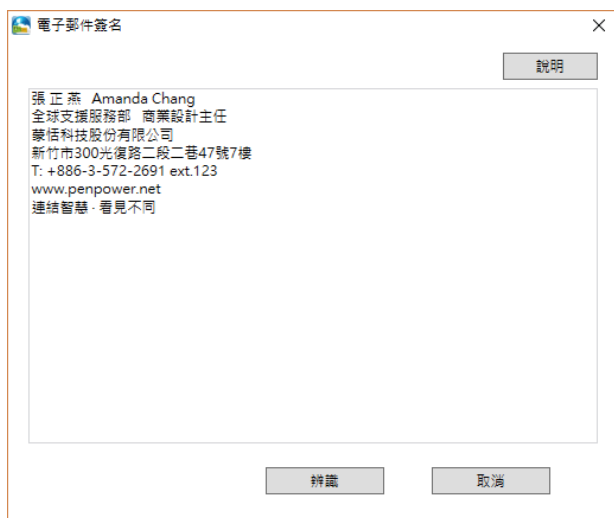 電子郵件簽名
說明
張 正 燕 Amanda Chang
全球支援服務部 商業設計主任
蒙恬科技股份有限公司
新竹市300光復路二段二巷47號7樓
T: +886-3-572-2691 ext.123
www.penpower.net
連結智慧 · 看見不同
辨識 取消